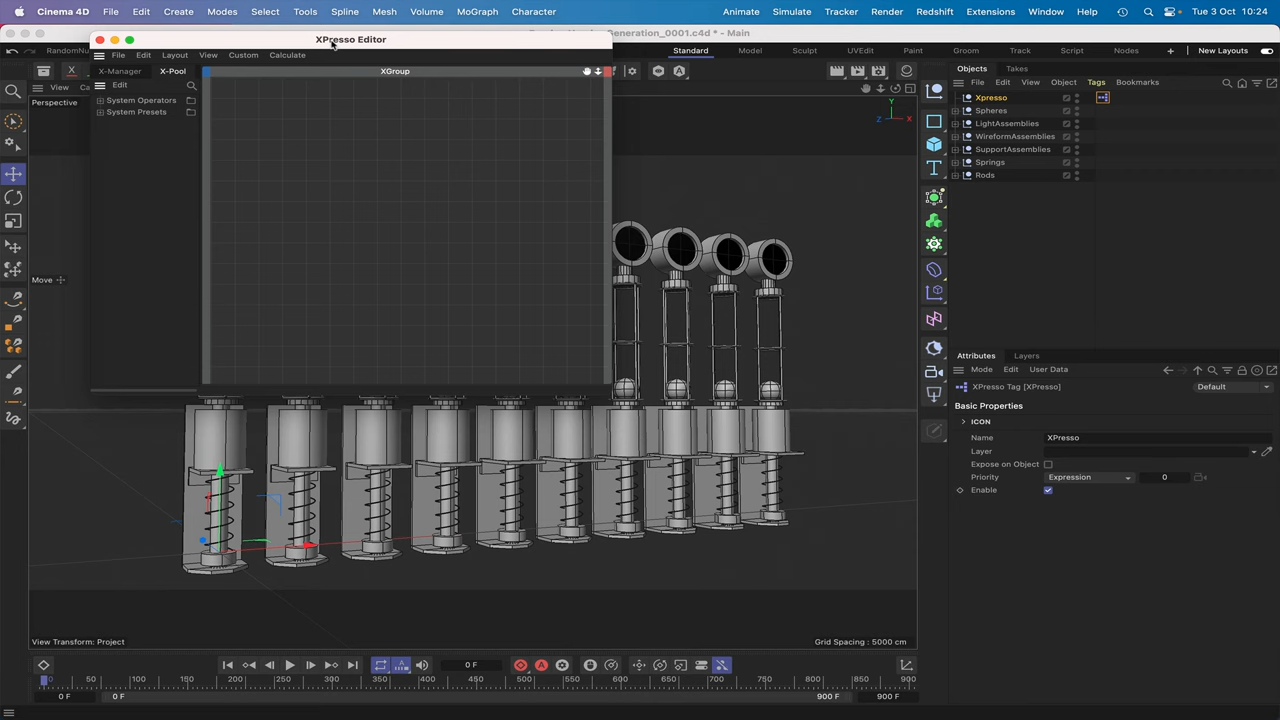 Cinema 4D File Edit Create Modes Select Tools Spline Mesh Volume MoGraph Character Animate Simulate Tracker Render Redshift Extensions Window Help Tue 3 Oct 10:24
RandomNu
Generation_0001.c4d * - Main
Standard Model Sculpt UVEdit Paint Groom Track Script Nodes New Layouts
XPresso Editor
File Edit Layout View Custom Calculate
X-Manager X-Pool
XGroup
Edit
System Operators
System Presets
View Ca
Perspective
Move
Y
Z
X
View Transform: Project
Grid Spacing : 5000 cm
Objects Takes
File Edit View Object Tags Bookmarks
Xpresso
Spheres
LightAssemblies
WireformAssemblies
SupportAssemblies
Springs
Rods
Attributes Layers
Mode Edit User Data
XPresso Tag [XPresso]
Default
Basic Properties
ICON
Name XPresso
Layer
Expose on Object
Priority Expression 0
Enable
0 F
0 50 100 150 200 250 300 350 400 450 500 550 600 650 700 750 800 850 900
0 F 0 F 900 F 900 F